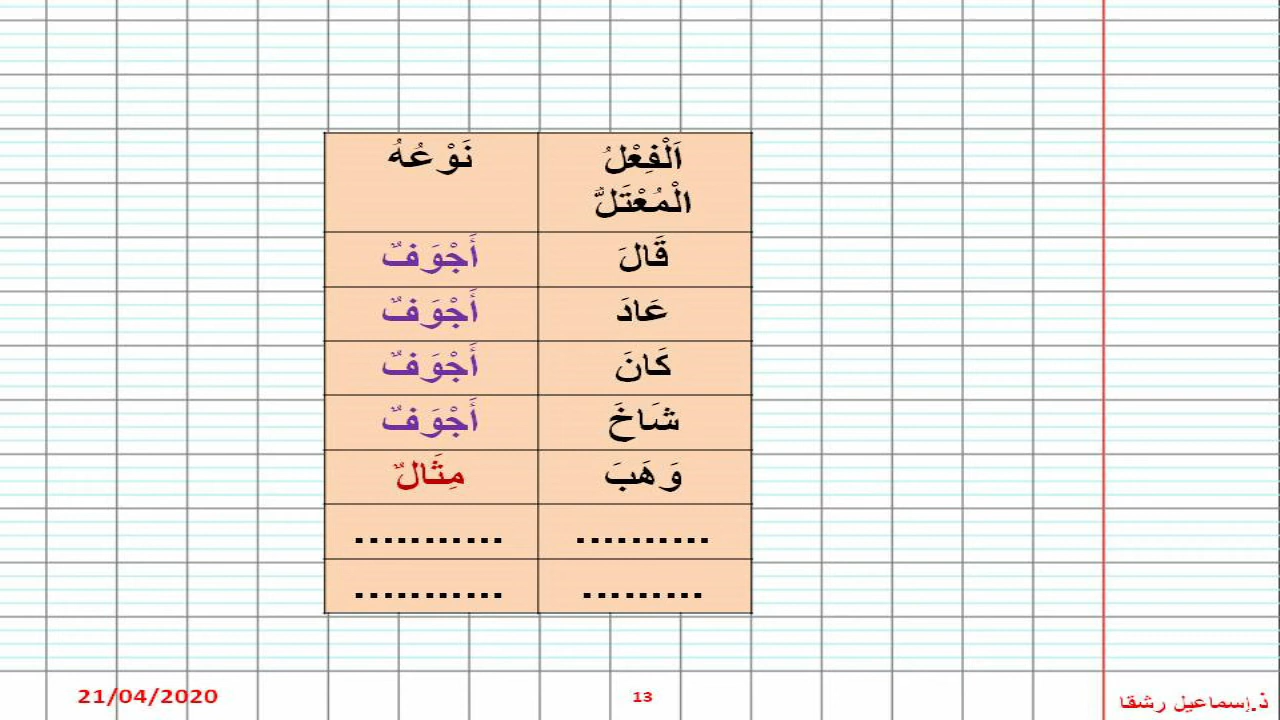 اَلْفِعْلُ الْمُعْتَلُّ نَوْعُهُ
قَالَ أَجْوَفٌ
عَادَ أَجْوَفٌ
كَانَ أَجْوَفٌ
شَاخَ أَجْوَفٌ
وَهَبَ مِثَالٌ
.......... ...........
......... ...........
ذ.إسماعيل رشقا 13 21/04/2020